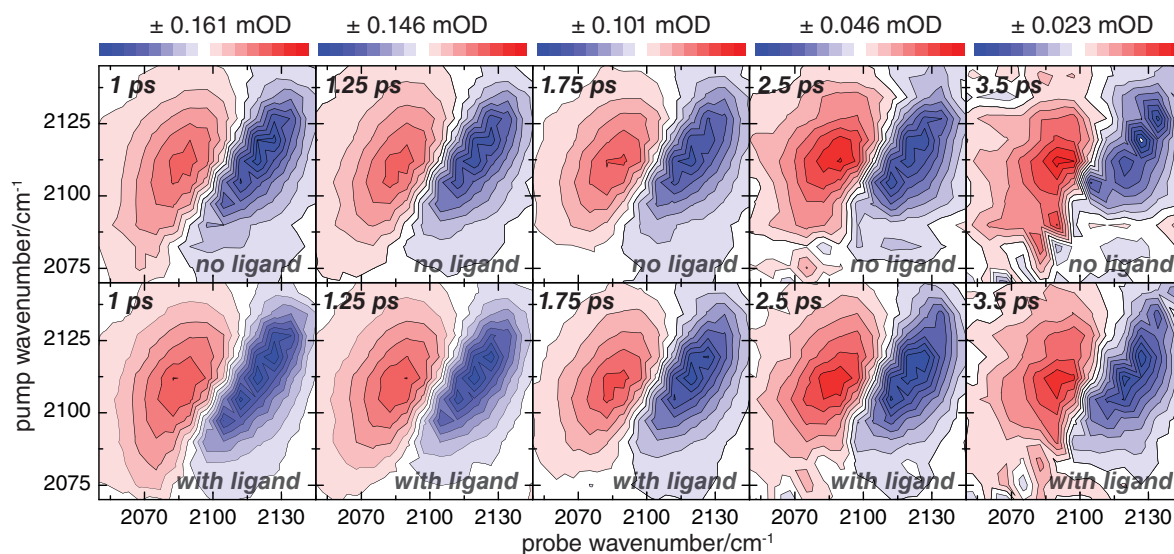 ± 0.161 mOD ± 0.146 mOD ± 0.101 mOD ± 0.046 mOD ± 0.023 mOD
1 ps 1.25 ps 1.75 ps 2.5 ps 3.5 ps
2125
2100
2075
no ligand no ligand no ligand no ligand no ligand
pump wavenumber/cm-1
1 ps 1.25 ps 1.75 ps 2.5 ps 3.5 ps
2125
2100
2075
with ligand with ligand with ligand with ligand with ligand
2070 2100 2130 2070 2100 2130 2070 2100 2130 2070 2100 2130 2070 2100 2130
probe wavenumber/cm-1